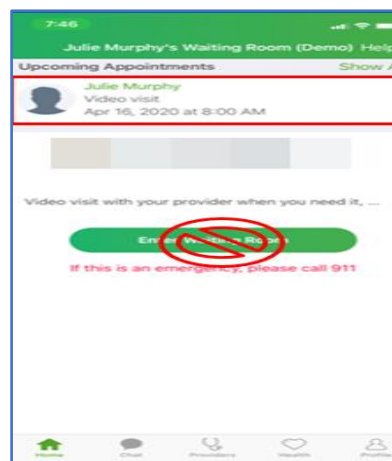 7:46
Julie Murphy's Waiting Room (Demo) Help
Upcoming Appointments Show A
Julie Murphy
Video visit
Apr 16, 2020 at 8:00 AM
Video visit with your provider when you need it, ...
Enter Waiting Room
If this is an emergency, please call 911
Home Chat Providers Health Profile